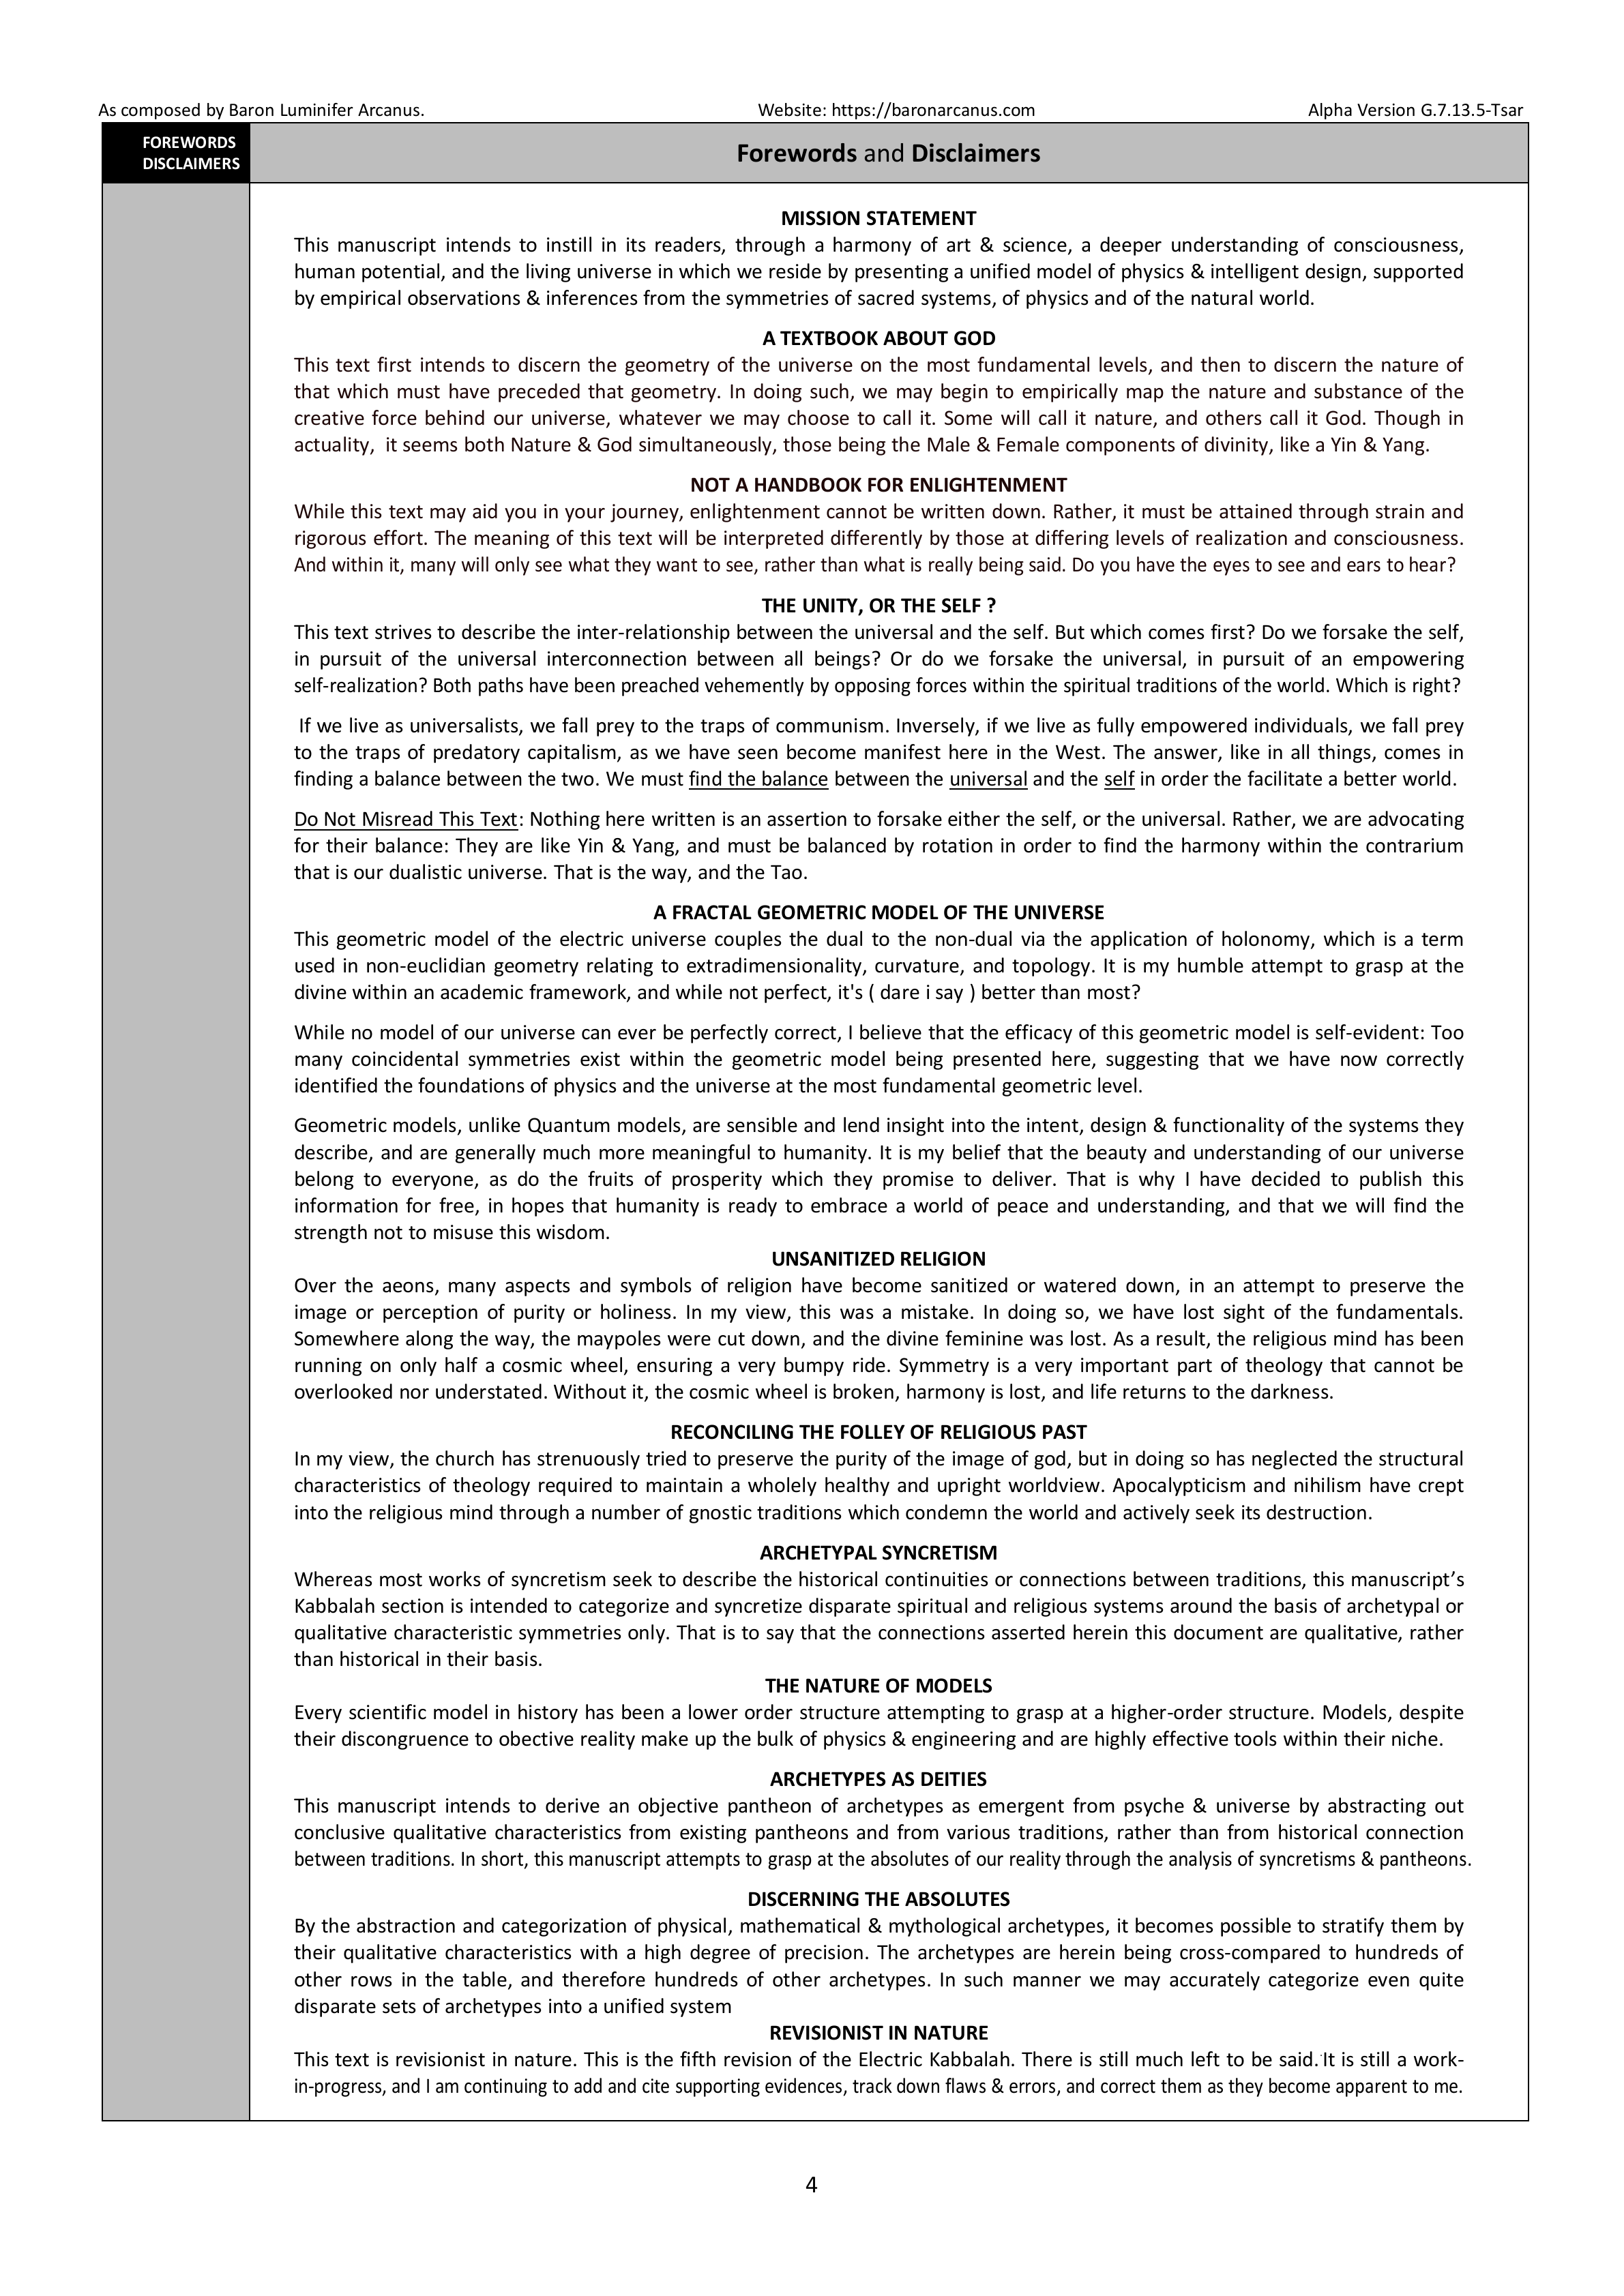 As composed by Baron Luminifer Arcanus. Website: https://baronarcanus.com Alpha Version G.7.13.5-Tsar
FOREWORDS
DISCLAIMERS
Forewords and Disclaimers
MISSION STATEMENT
This manuscript intends to instill in its readers, through a harmony of art & science, a deeper understanding of consciousness,
human potential, and the living universe in which we reside by presenting a unified model of physics & intelligent design, supported
by empirical observations & inferences from the symmetries of sacred systems, of physics and of the natural world.
A TEXTBOOK ABOUT GOD
This text first intends to discern the geometry of the universe on the most fundamental levels, and then to discern the nature of
that which must have preceded that geometry. In doing such, we may begin to empirically map the nature and substance of the
creative force behind our universe, whatever we may choose to call it. Some will call it nature, and others call it God. Though in
actuality, it seems both Nature & God simultaneously, those being the Male & Female components of divinity, like a Yin & Yang.
NOT A HANDBOOK FOR ENLIGHTENMENT
While this text may aid you in your journey, enlightenment cannot be written down. Rather, it must be attained through strain and
rigorous effort. The meaning of this text will be interpreted differently by those at differing levels of realization and consciousness.
And within it, many will only see what they want to see, rather than what is really being said. Do you have the eyes to see and ears to hear?
THE UNITY, OR THE SELF ?
This text strives to describe the inter-relationship between the universal and the self. But which comes first? Do we forsake the self,
in pursuit of the universal interconnection between all beings? Or do we forsake the universal, in pursuit of an empowering
self-realization? Both paths have been preached vehemently by opposing forces within the spiritual traditions of the world. Which is right?
If we live as universalists, we fall prey to the traps of communism. Inversely, if we live as fully empowered individuals, we fall prey
to the traps of predatory capitalism, as we have seen become manifest here in the West. The answer, like in all things, comes in
finding a balance between the two. We must find the balance between the universal and the self in order the facilitate a better world.
Do Not Misread This Text: Nothing here written is an assertion to forsake either the self, or the universal. Rather, we are advocating
for their balance: They are like Yin & Yang, and must be balanced by rotation in order to find the harmony within the contrarium
that is our dualistic universe. That is the way, and the Tao.
A FRACTAL GEOMETRIC MODEL OF THE UNIVERSE
This geometric model of the electric universe couples the dual to the non-dual via the application of holonomy, which is a term
used in non-euclidian geometry relating to extradimensionality, curvature, and topology. It is my humble attempt to grasp at the
divine within an academic framework, and while not perfect, it's ( dare i say ) better than most?
While no model of our universe can ever be perfectly correct, I believe that the efficacy of this geometric model is self-evident: Too
many coincidental symmetries exist within the geometric model being presented here, suggesting that we have now correctly
identified the foundations of physics and the universe at the most fundamental geometric level.
Geometric models, unlike Quantum models, are sensible and lend insight into the intent, design & functionality of the systems they
describe, and are generally much more meaningful to humanity. It is my belief that the beauty and understanding of our universe
belong to everyone, as do the fruits of prosperity which they promise to deliver. That is why I have decided to publish this
information for free, in hopes that humanity is ready to embrace a world of peace and understanding, and that we will find the
strength not to misuse this wisdom.
UNSANITIZED RELIGION
Over the aeons, many aspects and symbols of religion have become sanitized or watered down, in an attempt to preserve the
image or perception of purity or holiness. In my view, this was a mistake. In doing so, we have lost sight of the fundamentals.
Somewhere along the way, the maypoles were cut down, and the divine feminine was lost. As a result, the religious mind has been
running on only half a cosmic wheel, ensuring a very bumpy ride. Symmetry is a very important part of theology that cannot be
overlooked nor understated. Without it, the cosmic wheel is broken, harmony is lost, and life returns to the darkness.
RECONCILING THE FOLLEY OF RELIGIOUS PAST
In my view, the church has strenuously tried to preserve the purity of the image of god, but in doing so has neglected the structural
characteristics of theology required to maintain a wholely healthy and upright worldview. Apocalypticism and nihilism have crept
into the religious mind through a number of gnostic traditions which condemn the world and actively seek its destruction.
ARCHETYPAL SYNCRETISM
Whereas most works of syncretism seek to describe the historical continuities or connections between traditions, this manuscript’s
Kabbalah section is intended to categorize and syncretize disparate spiritual and religious systems around the basis of archetypal or
qualitative characteristic symmetries only. That is to say that the connections asserted herein this document are qualitative, rather
than historical in their basis.
THE NATURE OF MODELS
Every scientific model in history has been a lower order structure attempting to grasp at a higher-order structure. Models, despite
their discongruence to obective reality make up the bulk of physics & engineering and are highly effective tools within their niche.
ARCHETYPES AS DEITIES
This manuscript intends to derive an objective pantheon of archetypes as emergent from psyche & universe by abstracting out
conclusive qualitative characteristics from existing pantheons and from various traditions, rather than from historical connection
between traditions. In short, this manuscript attempts to grasp at the absolutes of our reality through the analysis of syncretisms & pantheons.
DISCERNING THE ABSOLUTES
By the abstraction and categorization of physical, mathematical & mythological archetypes, it becomes possible to stratify them by
their qualitative characteristics with a high degree of precision. The archetypes are herein being cross-compared to hundreds of
other rows in the table, and therefore hundreds of other archetypes. In such manner we may accurately categorize even quite
disparate sets of archetypes into a unified system
REVISIONIST IN NATURE
This text is revisionist in nature. This is the fifth revision of the Electric Kabbalah. There is still much left to be said. It is still a work-
in-progress, and I am continuing to add and cite supporting evidences, track down flaws & errors, and correct them as they become apparent to me.
4